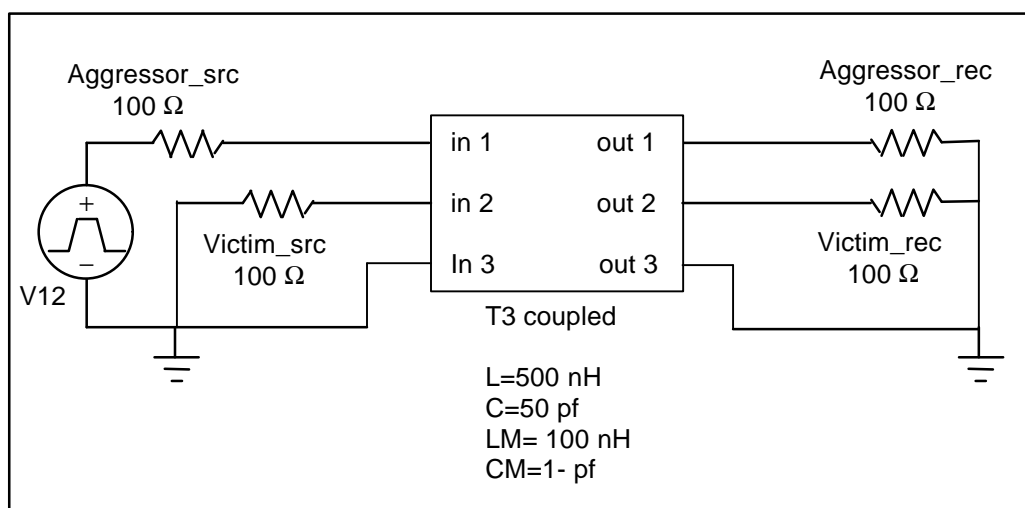 Aggressor_src
100 Ω
Aggressor_rec
100 Ω
in 1
out 1
in 2
out 2
+
Victim_src
100 Ω
Victim_rec
100 Ω
In 3
out 3
−
V12
T3 coupled
L=500 nH
C=50 pf
LM= 100 nH
CM=1- pf